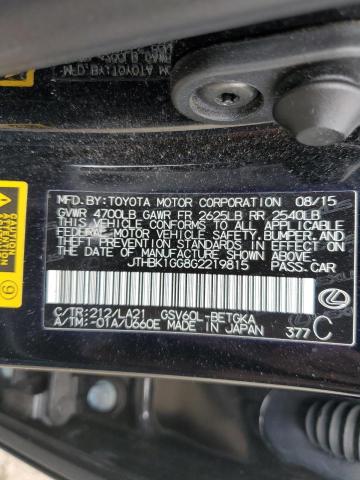 MFD. BY: TOYOTA MOTOR CORPORATION 08/15
GVWR 4700LB GAWR FR 2625LB RR 2540LB
THIS VEHICLE CONFORMS TO ALL APPLICABLE
FEDERAL MOTOR VEHICLE SAFETY, BUMPER, AND
THEFT PREVENTION STANDARDS IN EFFECT ON
THE DATE OF MANUFACTURE SHOWN ABOVE.
JTHBK1GG8G2219815 PASS.CAR
C/TR:212/LA21 GSV60L-BETGKA
A/TM:-01A/U660E MADE IN JAPAN
377 C
LEXUS